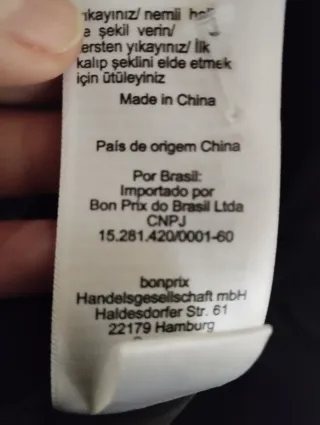 yıkayınız/ nemli
şekil verin/
tersten yıkayınız/ İlk
kalıp şeklini elde etmek
için ütüleyiniz
Made in China
País de origem China
Por Brasil:
Importado por
Bon Prix do Brasil Ltda
CNPJ
15.281.420/0001-60
bonprix
Handelsgesellschaft mbH
Haldesdorfer Str. 61
22179 Hamburg